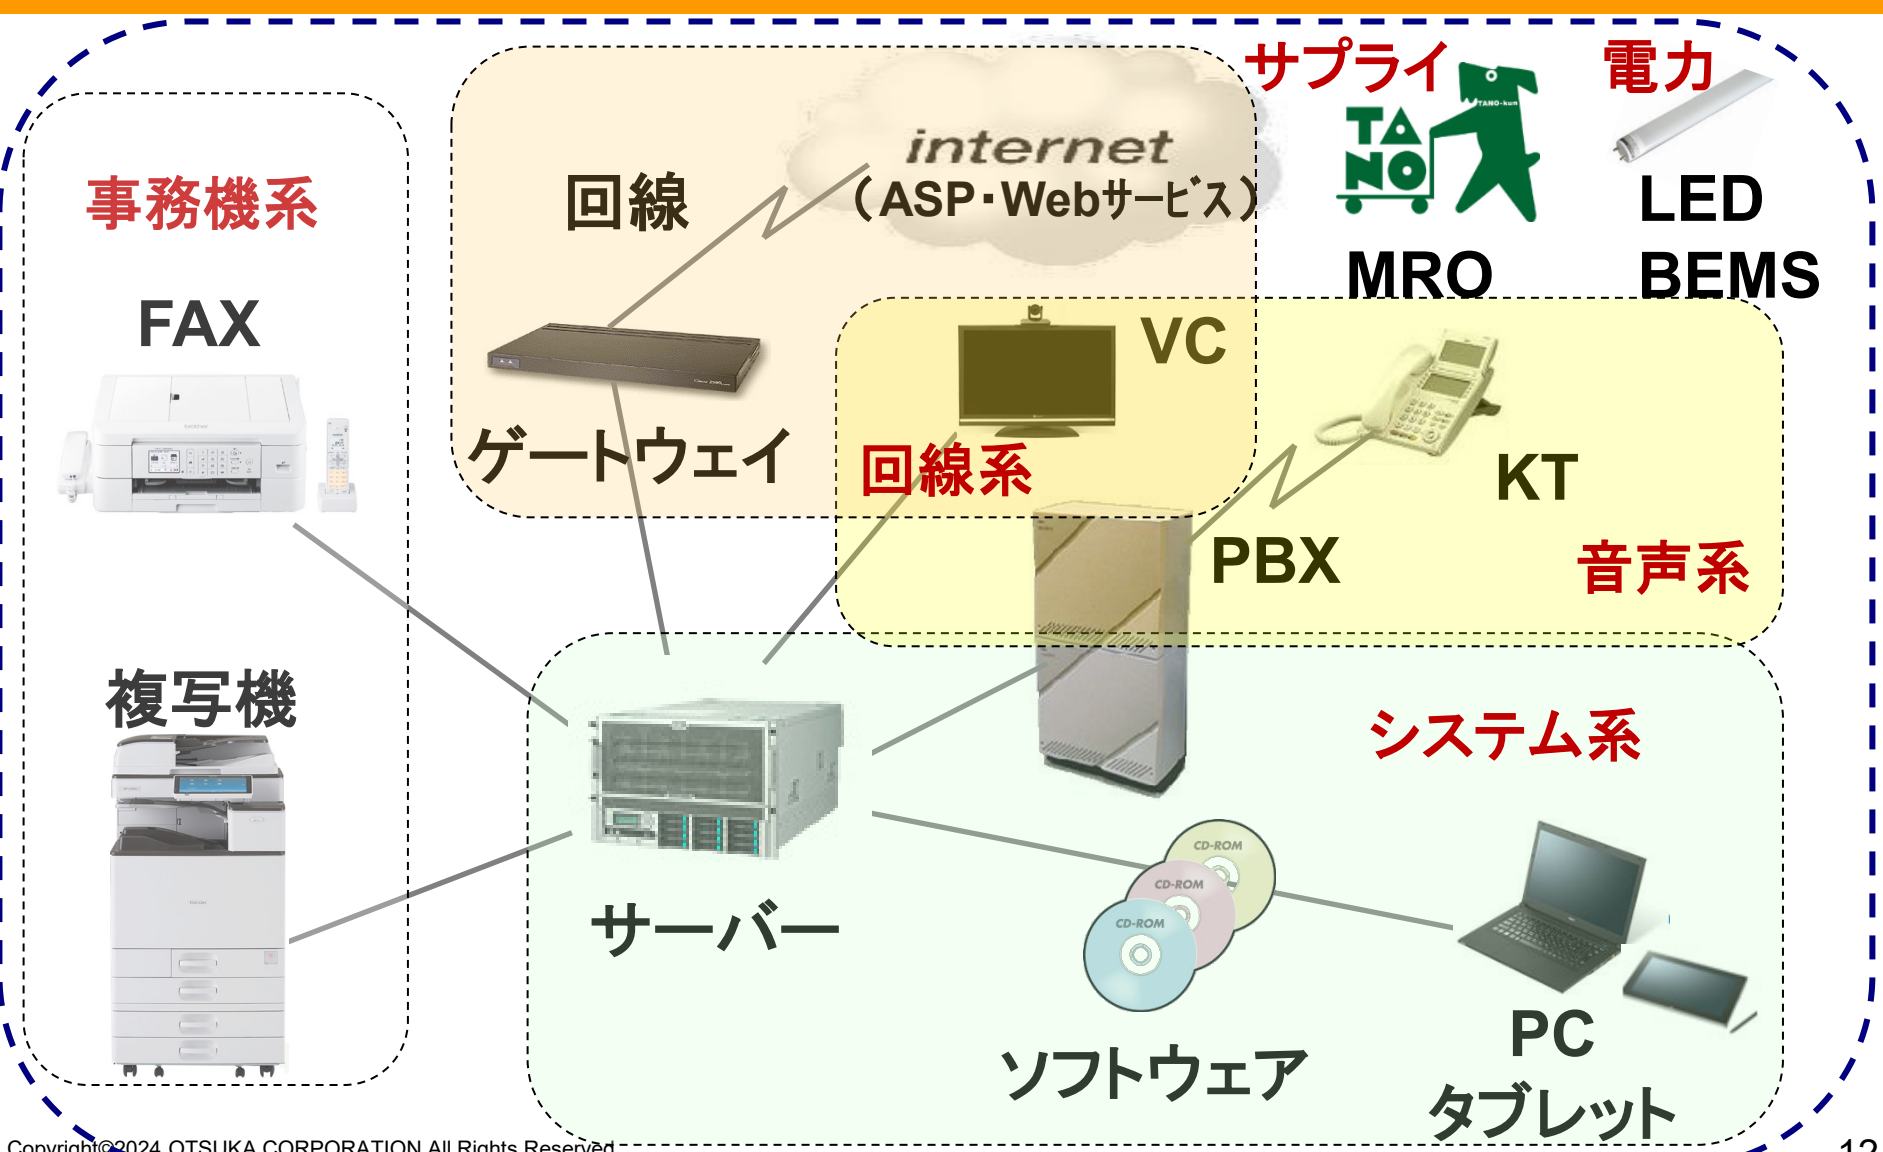 サプライ
電力
TANO-kun
TA
NO
internet
(ASP・Webサービス)
回線
事務機系
LED
BEMS
MRO
FAX
VC
ゲートウェイ
回線系
KT
PBX
音声系
複写機
システム系
CD-ROM
CD-ROM
CD-ROM
サーバー
ソフトウェア
PC
タブレット
Copyright©2024 OTSUKA CORPORATION All Rights Reserved
12